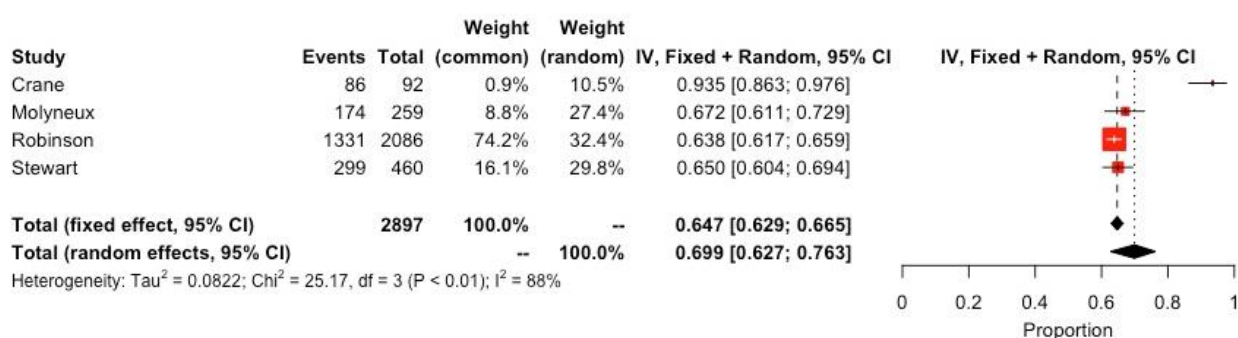 Weight Weight
Study Events Total (common) (random) IV, Fixed + Random, 95% CI IV, Fixed + Random, 95% CI
Crane 86 92 0.9% 10.5% 0.935 [0.863; 0.976]
Molyneux 174 259 8.8% 27.4% 0.672 [0.611; 0.729]
Robinson 1331 2086 74.2% 32.4% 0.638 [0.617; 0.659]
Stewart 299 460 16.1% 29.8% 0.650 [0.604; 0.694]
Total (fixed effect, 95% CI) 2897 100.0% -- 0.647 [0.629; 0.665]
Total (random effects, 95% CI) -- 100.0% 0.699 [0.627; 0.763]
Heterogeneity: Tau² = 0.0822; Chi² = 25.17, df = 3 (P < 0.01); I² = 88%
0 0.2 0.4 0.6 0.8 1
Proportion